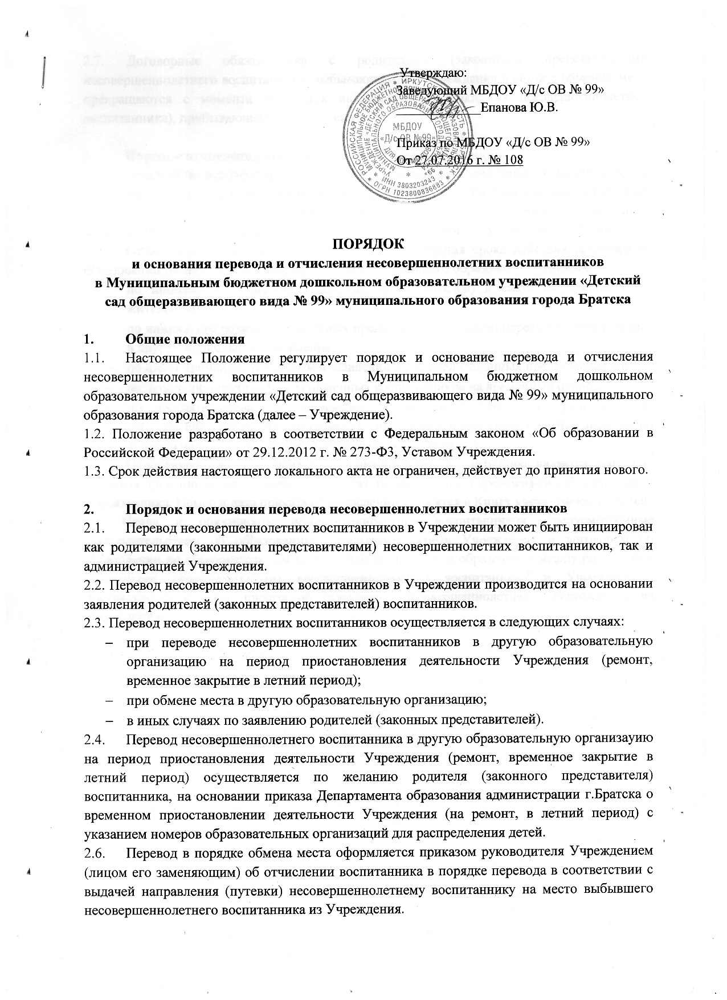 Утверждаю:
Заведующий МБДОУ «Д/с ОВ № 99»
____________ Епанова Ю.В.
Приказ по МБДОУ «Д/с ОВ № 99»
От 27.07.2016 г. № 108
РОССИЙСКАЯ ФЕДЕРАЦИЯ * ИРКУТСКАЯ ОБЛАСТЬ *
МБДОУ
«Д/с ОВ №99»
ИНН 3803203243
ОГРН 1023800836883
ПОРЯДОК
и основания перевода и отчисления несовершеннолетних воспитанников
в Муниципальным бюджетном дошкольном образовательном учреждении «Детский
сад общеразвивающего вида № 99» муниципального образования города Братска
1. Общие положения
1.1. Настоящее Положение регулирует порядок и основание перевода и отчисления
несовершеннолетних воспитанников в Муниципальном бюджетном дошкольном
образовательном учреждении «Детский сад общеразвивающего вида № 99» муниципального
образования города Братска (далее – Учреждение).
1.2. Положение разработано в соответствии с Федеральным законом «Об образовании в
Российской Федерации» от 29.12.2012 г. № 273-ФЗ, Уставом Учреждения.
1.3. Срок действия настоящего локального акта не ограничен, действует до принятия нового.
2. Порядок и основания перевода несовершеннолетних воспитанников
2.1. Перевод несовершеннолетних воспитанников в Учреждении может быть инициирован
как родителями (законными представителями) несовершеннолетних воспитанников, так и
администрацией Учреждения.
2.2. Перевод несовершеннолетних воспитанников в Учреждении производится на основании
заявления родителей (законных представителей) воспитанников.
2.3. Перевод несовершеннолетних воспитанников осуществляется в следующих случаях:
– при переводе несовершеннолетних воспитанников в другую образовательную
организацию на период приостановления деятельности Учреждения (ремонт,
временное закрытие в летний период);
– при обмене места в другую образовательную организацию;
– в иных случаях по заявлению родителей (законных представителей).
2.4. Перевод несовершеннолетнего воспитанника в другую образовательную организауию
на период приостановления деятельности Учреждения (ремонт, временное закрытие в
летний период) осуществляется по желанию родителя (законного представителя)
воспитанника, на основании приказа Департамента образования администрации г.Братска о
временном приостановлении деятельности Учреждения (на ремонт, в летний период) с
указанием номеров образовательных организаций для распределения детей.
2.6. Перевод в порядке обмена места оформляется приказом руководителя Учреждением
(лицом его заменяющим) об отчислении воспитанника в порядке перевода в соответствии с
выдачей направления (путевки) несовершеннолетнему воспитаннику на место выбывшего
несовершеннолетнего воспитанника из Учреждения.